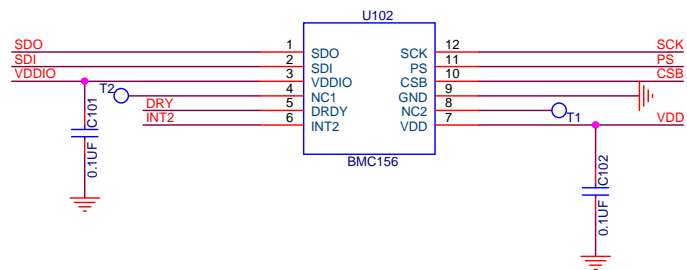 U102
SDO 1 SDO SCK 12 SCK
SDI 2 SDI PS 11 PS
VDDIO 3 VDDIO CSB 10 CSB
T2 4 NC1 GND 9
DRY 5 DRDY NC2 8 T1
INT2 6 INT2 VDD 7 VDD
BMC156
C101
0.1UF
C102
0.1UF